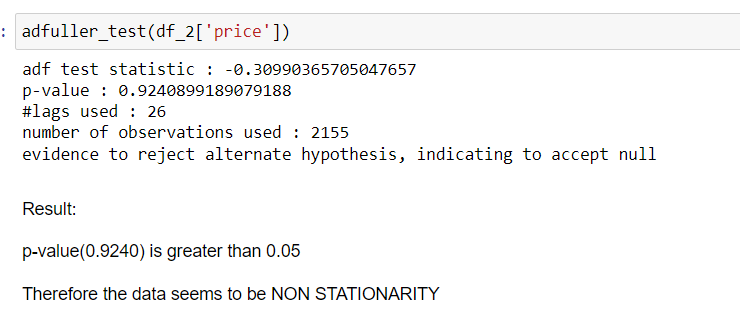 : adfuller_test(df_2['price'])
adf test statistic : -0.30990365705047657
p-value : 0.9240899189079188
#lags used : 26
number of observations used : 2155
evidence to reject alternate hypothesis, indicating to accept null
Result:
p-value(0.9240) is greater than 0.05
Therefore the data seems to be NON STATIONARITY